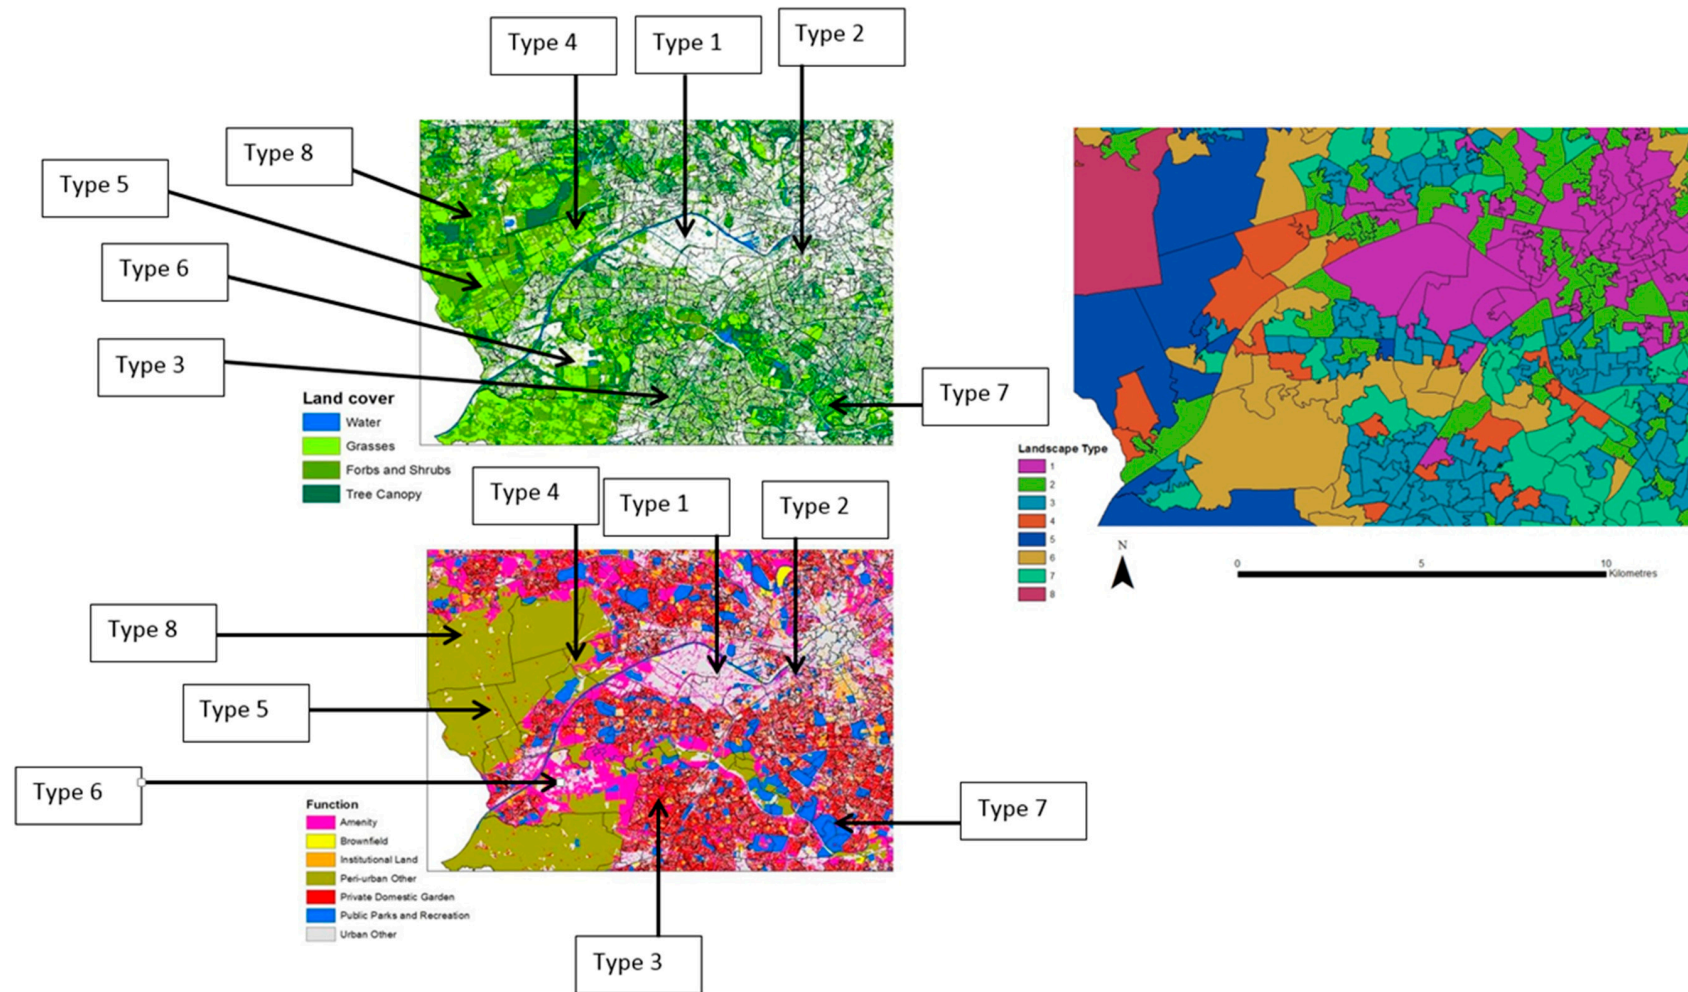 Type 4
Type 1
Type 2
Type 8
Type 5
Type 6
Type 3
Type 7
Land cover
Water
Grasses
Forbs and Shrubs
Tree Canopy
Landscape Type
1
2
3
4
5
6
7
8
N
0
5
10
Kilometres
Type 4
Type 1
Type 2
Type 8
Type 5
Type 6
Type 7
Type 3
Function
Amenity
Brownfield
Institutional Land
Peri-urban Other
Private Domestic Garden
Public Parks and Recreation
Urban Other